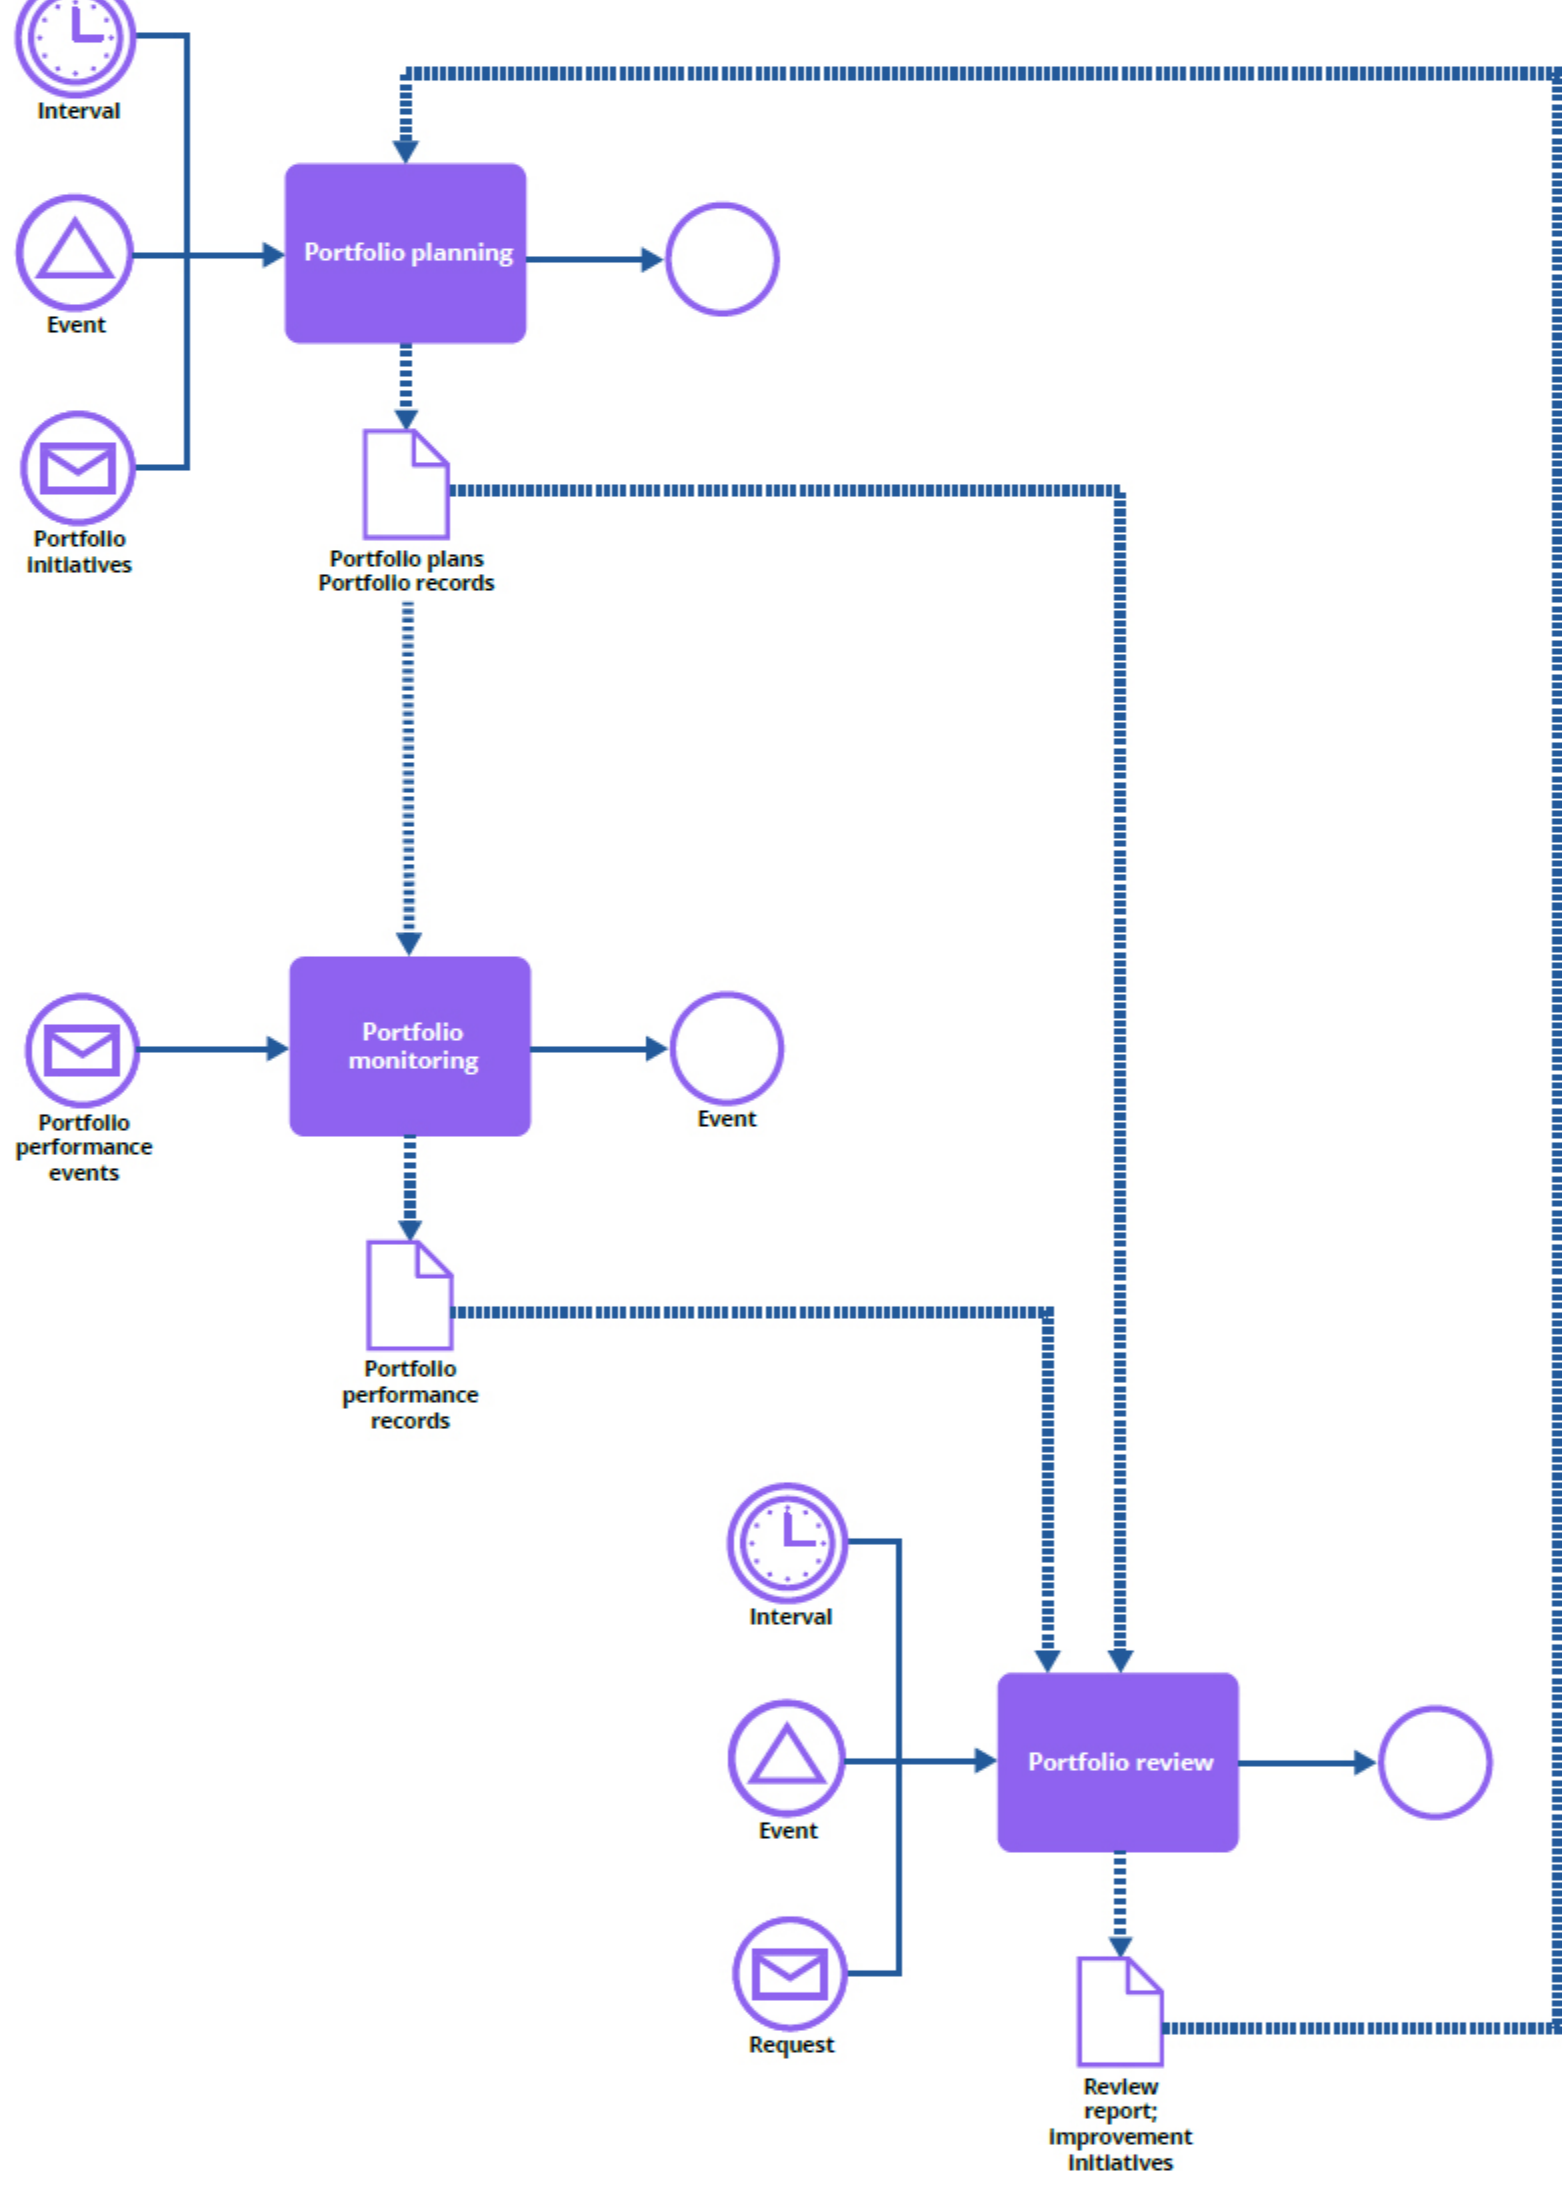 Interval
Portfolio planning
Event
Portfolio
initiatives
Portfolio plans
Portfolio records
Portfolio
monitoring
Portfolio
performance
events
Event
Portfolio
performance
records
Interval
Portfolio review
Event
Request
Review
report;
improvement
initiatives